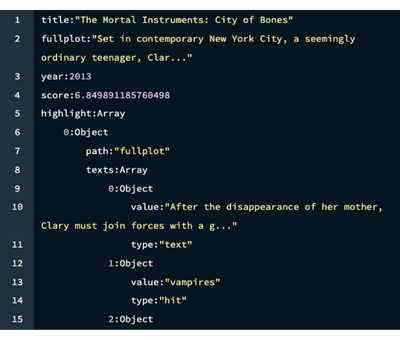 1 title:"The Mortal Instruments: City of Bones"
2 fullplot:"Set in contemporary New York City, a seemingly
ordinary teenager, Clar..."
3 year:2013
4 score:6.849891185760498
5 highlight:Array
6 0:Object
7 path:"fullplot"
8 texts:Array
9 0:Object
10 value:"After the disappearance of her mother,
Clary must join forces with a g..."
11 type:"text"
12 1:Object
13 value:"vampires"
14 type:"hit"
15 2:Object